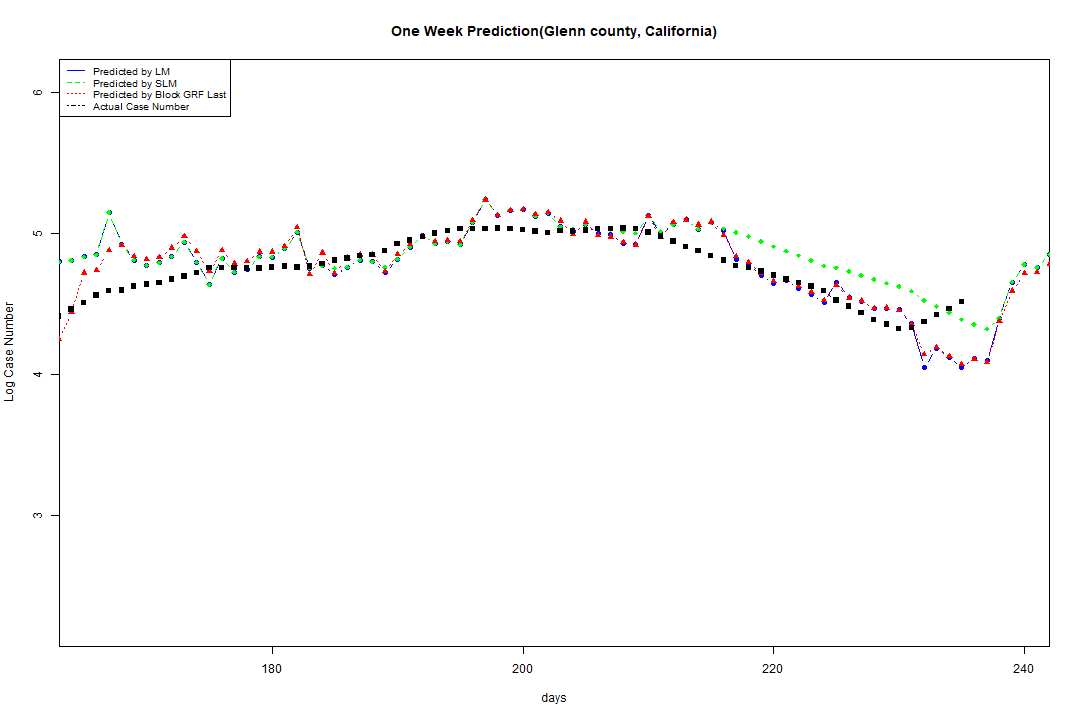 One Week Prediction(Glenn county, California)
Predicted by LM
Predicted by SLM
Predicted by Block GRF Last
Actual Case Number
6
5
4
3
Log Case Number
180
200
220
240
days